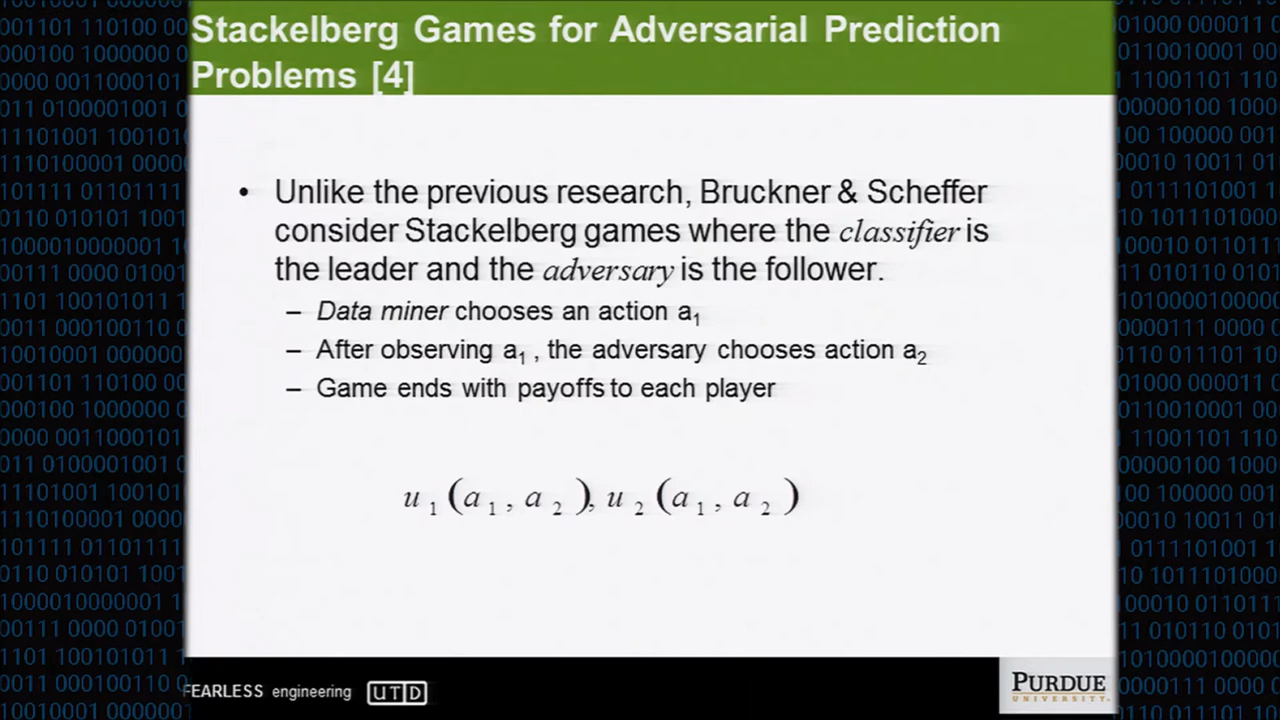 Stackelberg Games for Adversarial Prediction
Problems [4]
• Unlike the previous research, Bruckner & Scheffer
consider Stackelberg games where the classifier is
the leader and the adversary is the follower.
– Data miner chooses an action a₁
– After observing a₁ , the adversary chooses action a₂
– Game ends with payoffs to each player
u₁(a₁, a₂), u₂(a₁, a₂)
FEARLESS engineering UTD
PURDUE
UNIVERSITY